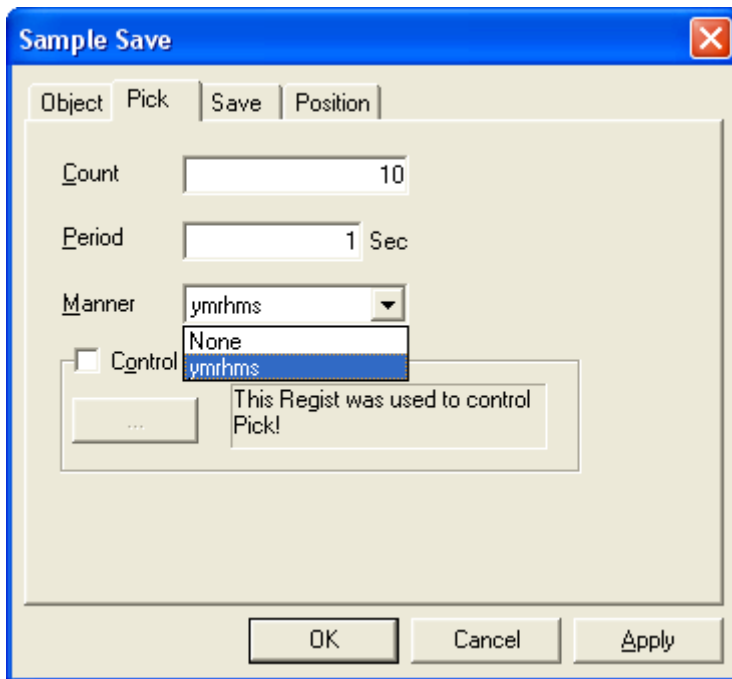 Sample Save
Object Pick Save Position
Count 10
Period 1 Sec
Manner ymrhms
None
ymrhms
Control
... This Regist was used to control
Pick!
OK Cancel Apply